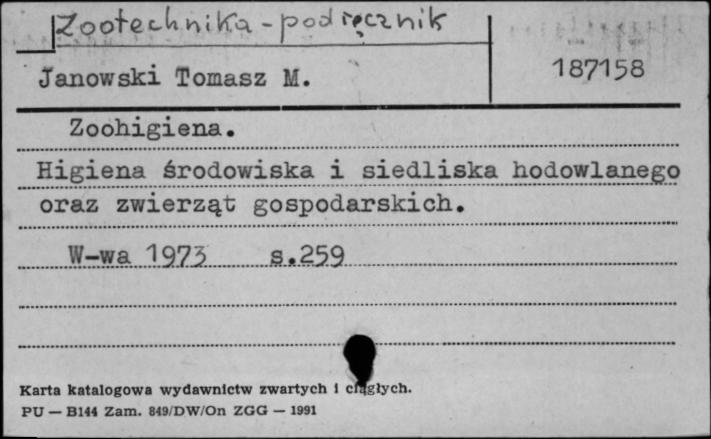 Zootechnika - podręcznik
Janowski Tomasz M.
187158
Zoohigiena.
Higiena środowiska i siedliska hodowlanego
oraz zwierząt gospodarskich.
W-wa 1973 s.259
Karta katalogowa wydawnictw zwartych i ciągłych.
PU — B144 Zam. 849/DW/On ZGG — 1991